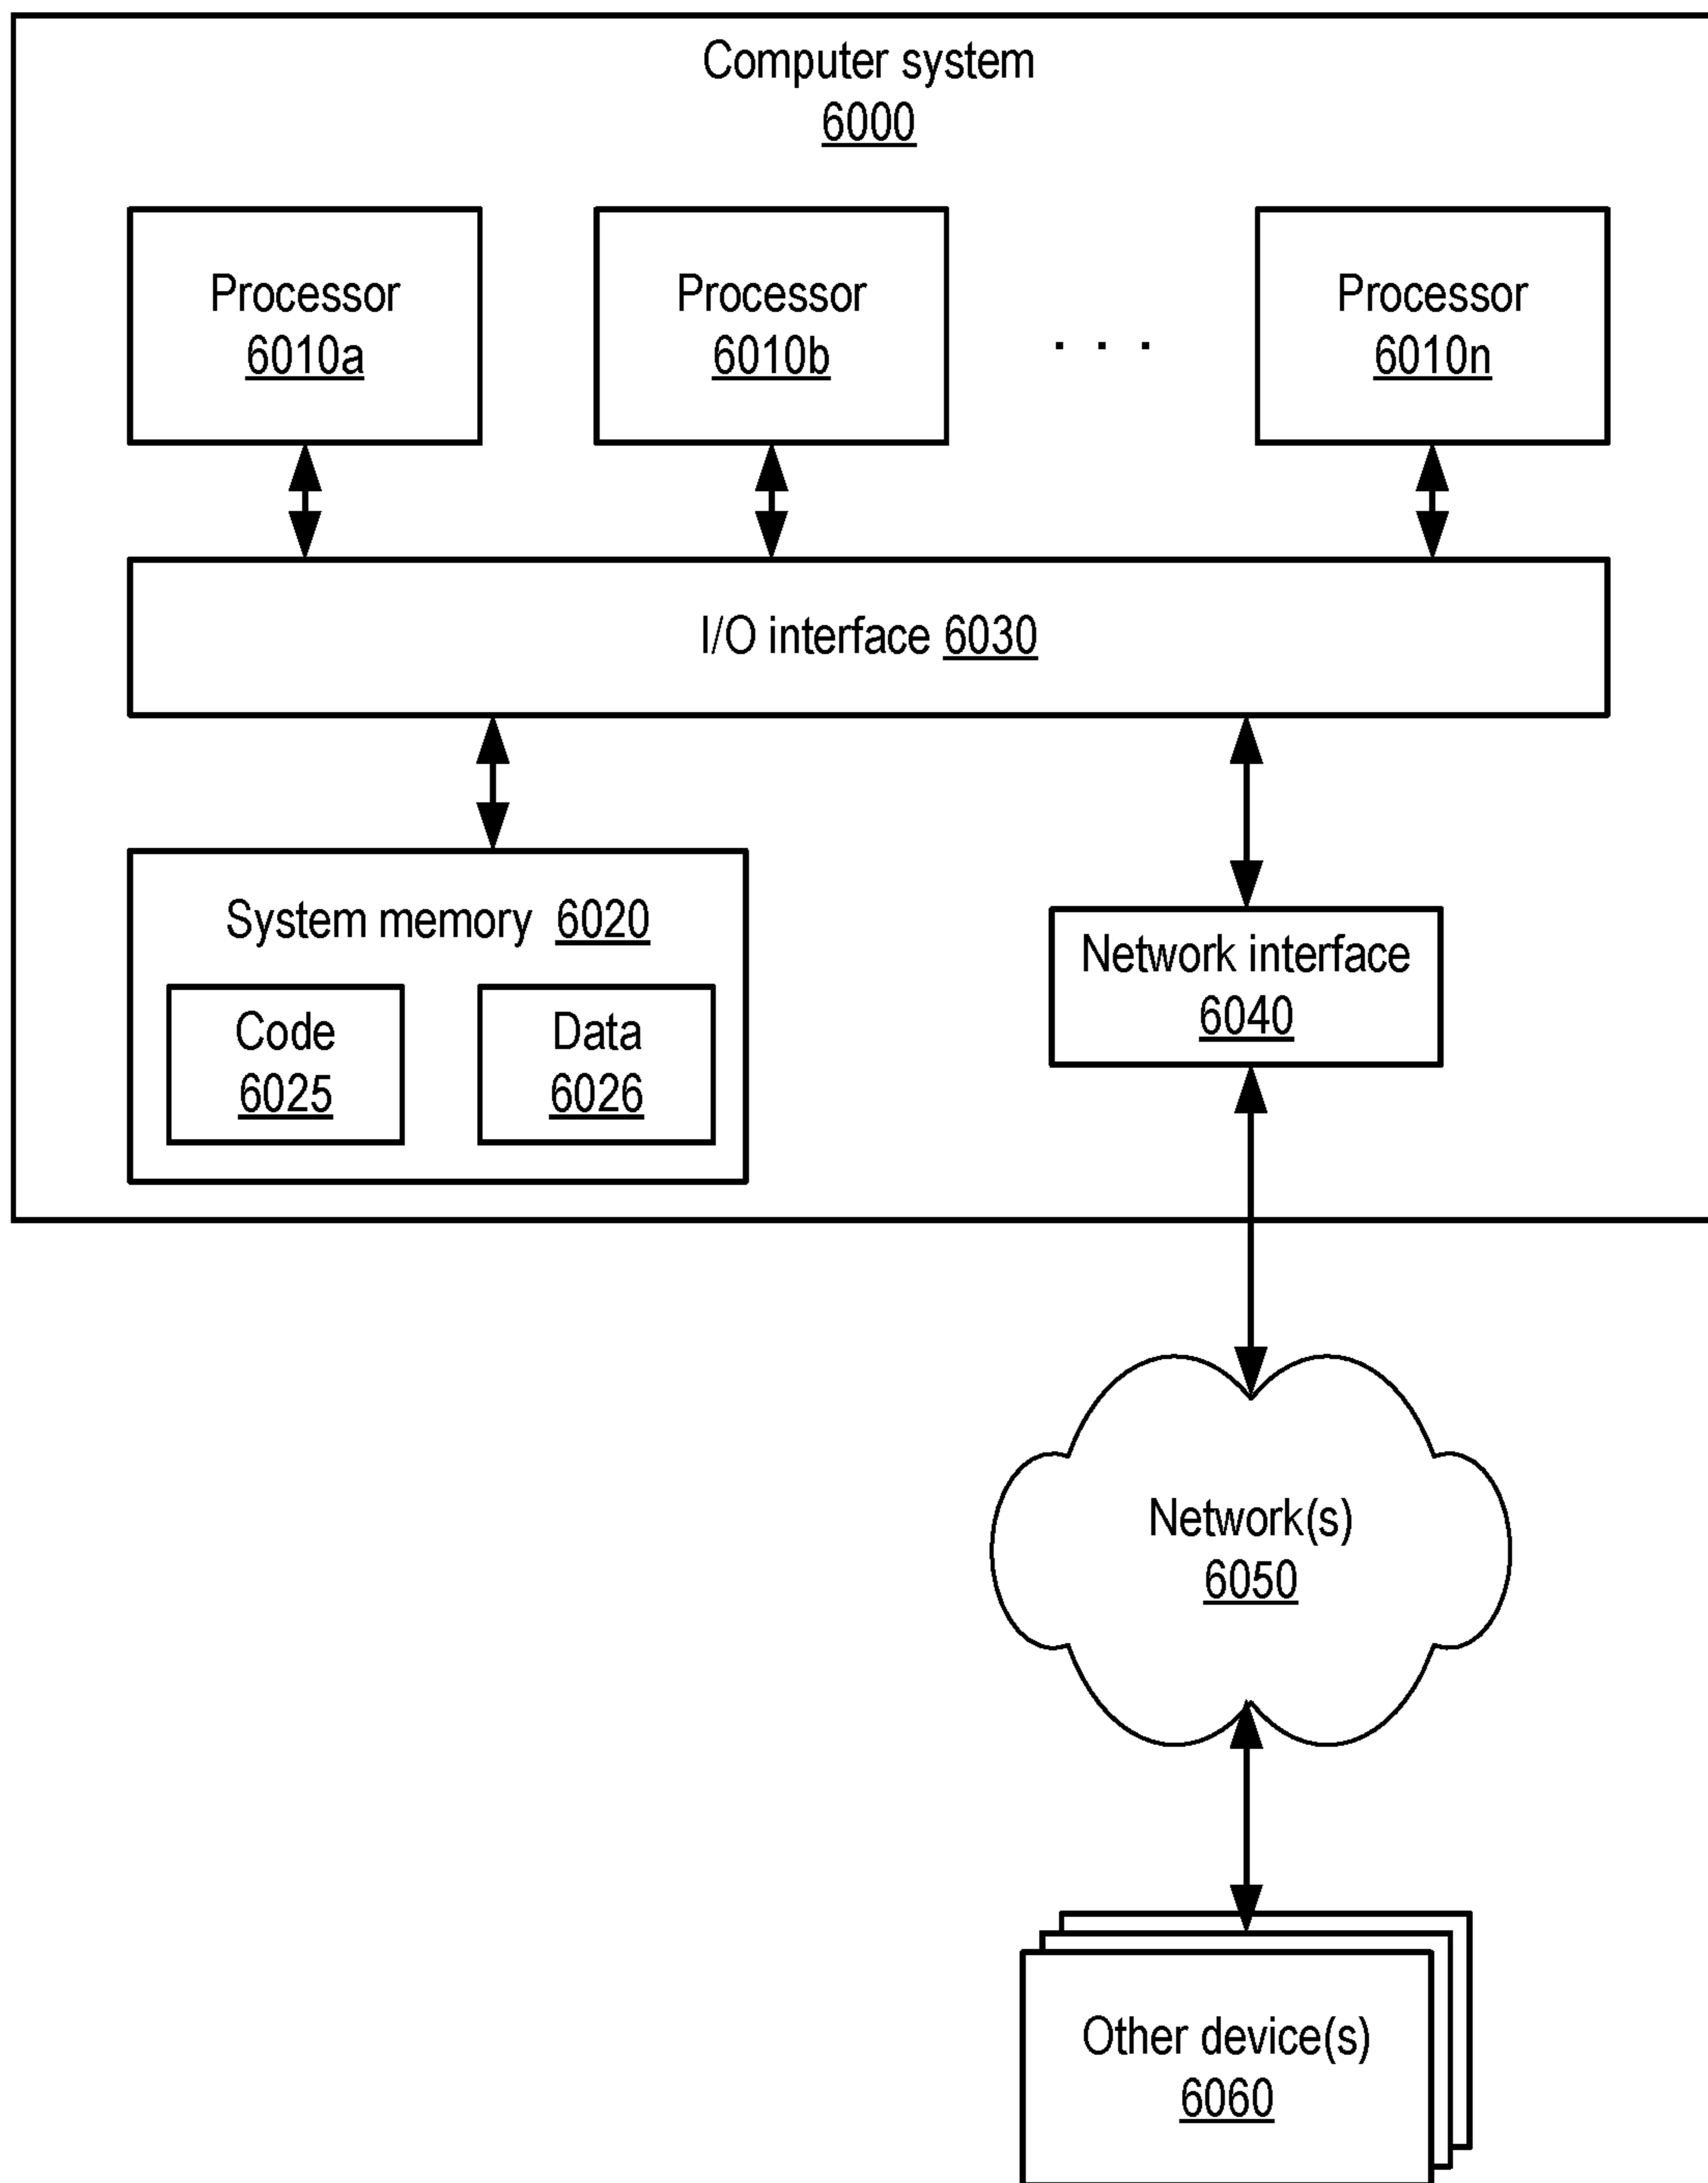 Computer system
6000
Processor
6010a
Processor
6010b
. . .
Processor
6010n
I/O interface 6030
System memory 6020
Code
6025
Data
6026
Network interface
6040
Network(s)
6050
Other device(s)
6060